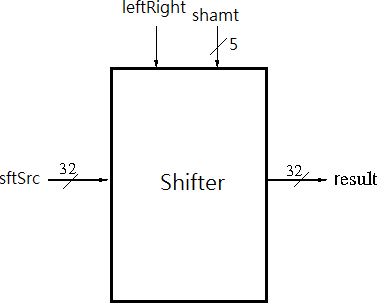 leftRight
shamt
5
sftSrc
32
Shifter
32
result